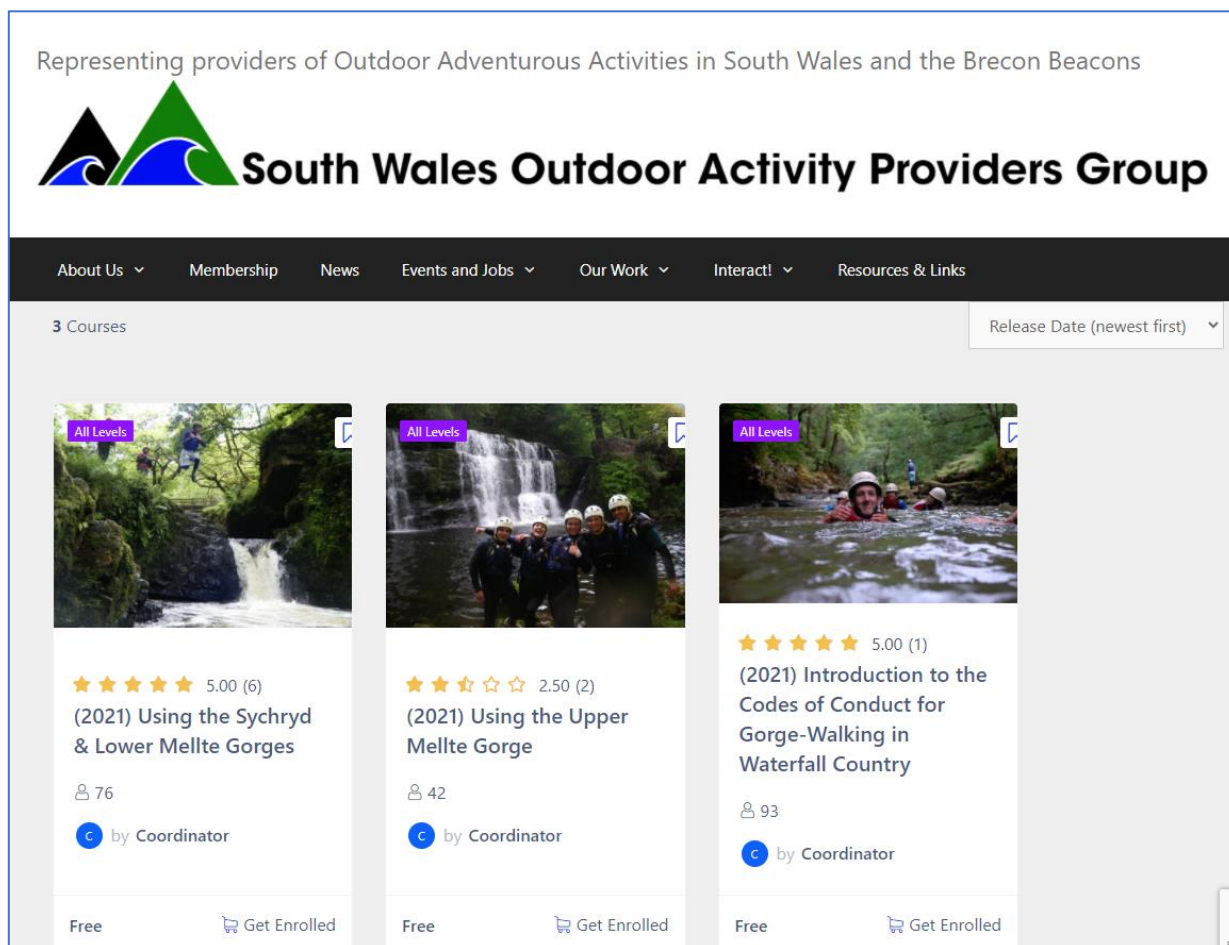 Representing providers of Outdoor Adventurous Activities in South Wales and the Brecon Beacons
South Wales Outdoor Activity Providers Group
About Us Membership News Events and Jobs Our Work Interact! Resources & Links
3 Courses
Release Date (newest first)
All Levels
5.00 (6)
(2021) Using the Sychryd
& Lower Mellte Gorges
76
C by Coordinator
Free Get Enrolled
All Levels
2.50 (2)
(2021) Using the Upper
Mellte Gorge
42
C by Coordinator
Free Get Enrolled
All Levels
5.00 (1)
(2021) Introduction to the
Codes of Conduct for
Gorge-Walking in
Waterfall Country
93
C by Coordinator
Free Get Enrolled